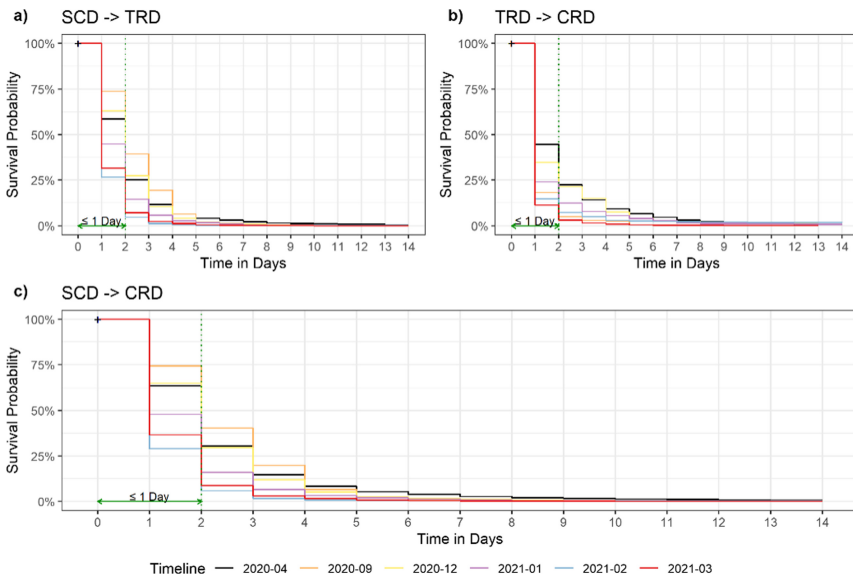 a) SCD -> TRD
Survival Probability
100%
75%
50%
25%
0%
≤ 1 Day
0 1 2 3 4 5 6 7 8 9 10 11 12 13 14
Time in Days
b) TRD -> CRD
Survival Probability
100%
75%
50%
25%
0%
≤ 1 Day
0 1 2 3 4 5 6 7 8 9 10 11 12 13 14
Time in Days
c) SCD -> CRD
Survival Probability
100%
75%
50%
25%
0%
≤ 1 Day
0 1 2 3 4 5 6 7 8 9 10 11 12 13 14
Time in Days
Timeline 2020-04 2020-09 2020-12 2021-01 2021-02 2021-03